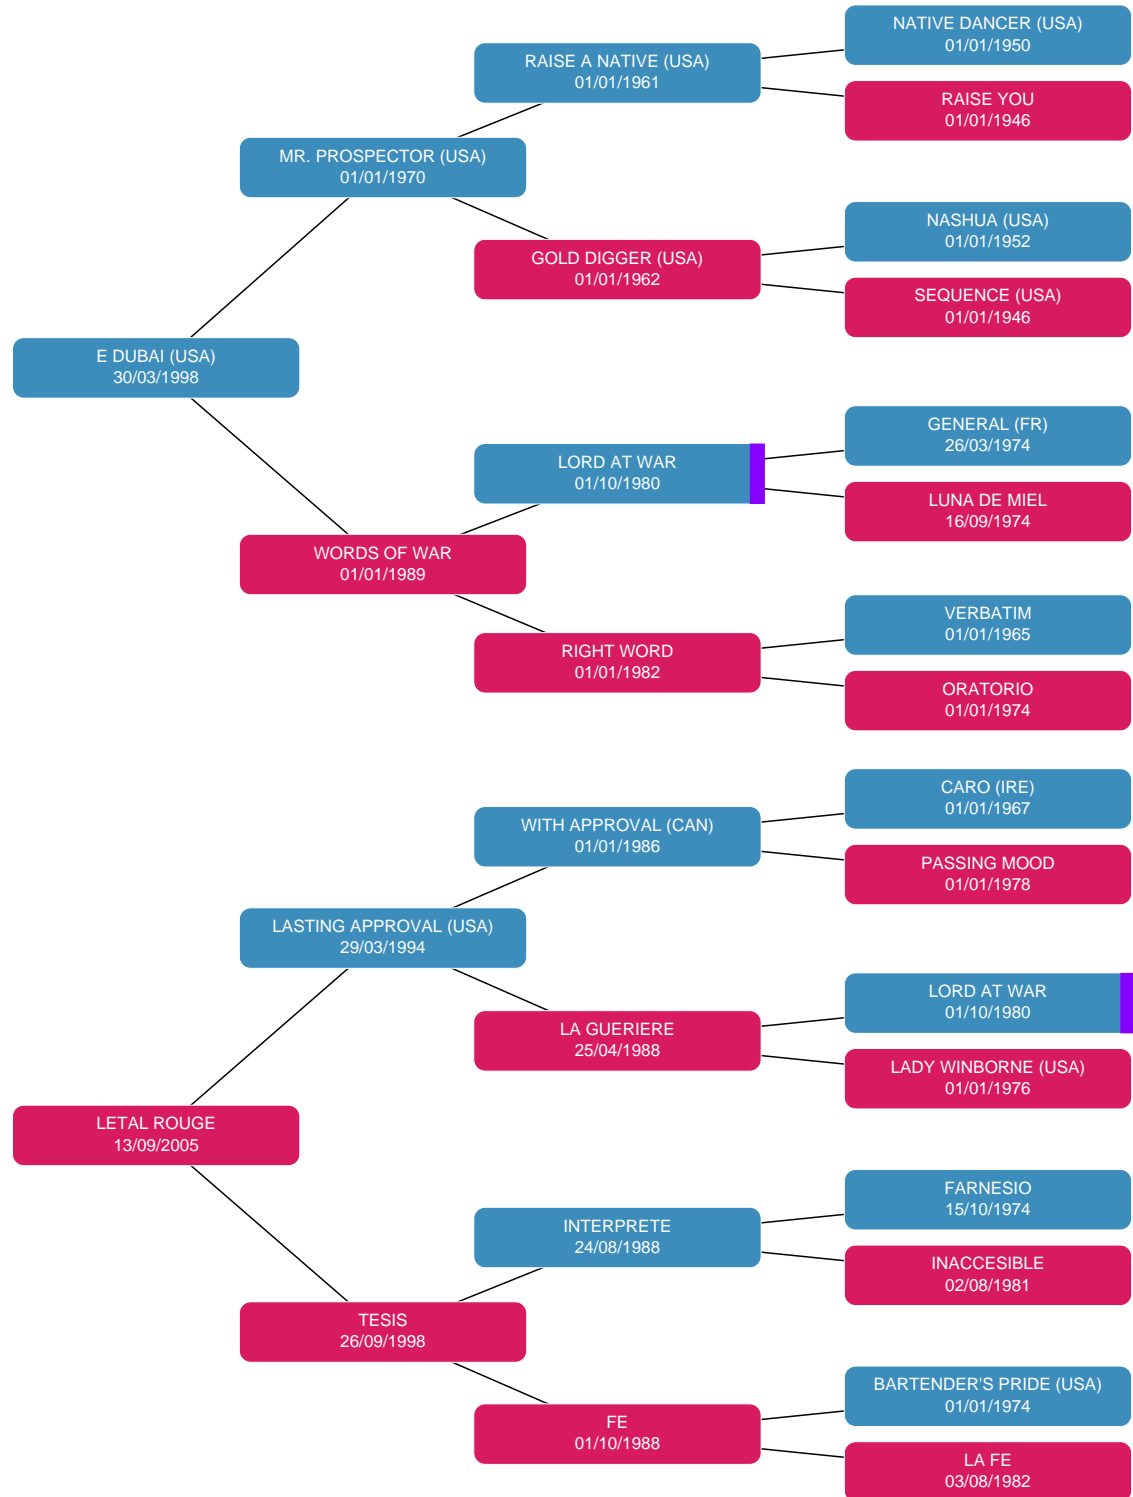 NATIVE DANCER (USA)
01/01/1950
RAISE A NATIVE (USA)
01/01/1961
RAISE YOU
01/01/1946
MR. PROSPECTOR (USA)
01/01/1970
NASHUA (USA)
01/01/1952
GOLD DIGGER (USA)
01/01/1962
SEQUENCE (USA)
01/01/1946
E DUBAI (USA)
30/03/1998
GENERAL (FR)
26/03/1974
LORD AT WAR
01/10/1980
LUNA DE MIEL
16/09/1974
WORDS OF WAR
01/01/1989
VERBATIM
01/01/1965
RIGHT WORD
01/01/1982
ORATORIO
01/01/1974
CARO (IRE)
01/01/1967
WITH APPROVAL (CAN)
01/01/1986
PASSING MOOD
01/01/1978
LASTING APPROVAL (USA)
29/03/1994
LORD AT WAR
01/10/1980
LA GUERIERE
25/04/1988
LADY WINBORNE (USA)
01/01/1976
LETAL ROUGE
13/09/2005
FARNESIO
15/10/1974
INTERPRETE
24/08/1988
INACCESIBLE
02/08/1981
TESIS
26/09/1998
BARTENDER'S PRIDE (USA)
01/01/1974
FE
01/10/1988
LA FE
03/08/1982